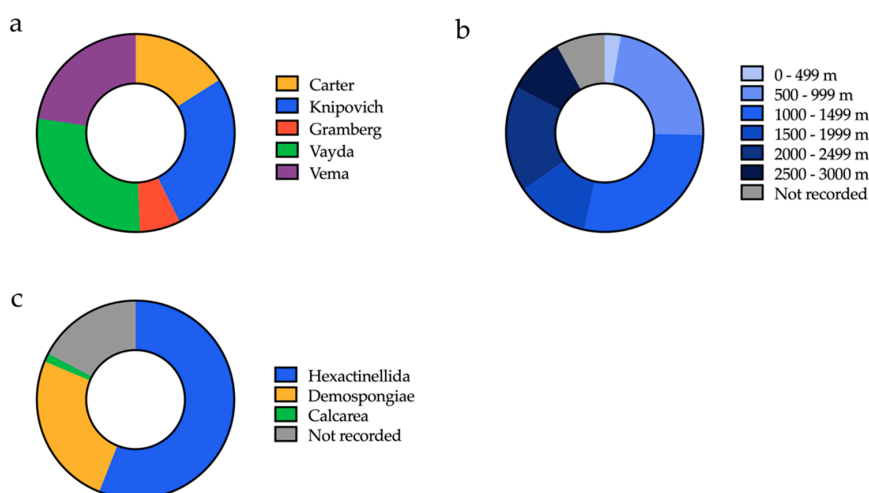 a
Carter
Knipovich
Gramberg
Vayda
Vema
b
0 - 499 m
500 - 999 m
1000 - 1499 m
1500 - 1999 m
2000 - 2499 m
2500 - 3000 m
Not recorded
c
Hexactinellida
Demospongiae
Calcarea
Not recorded